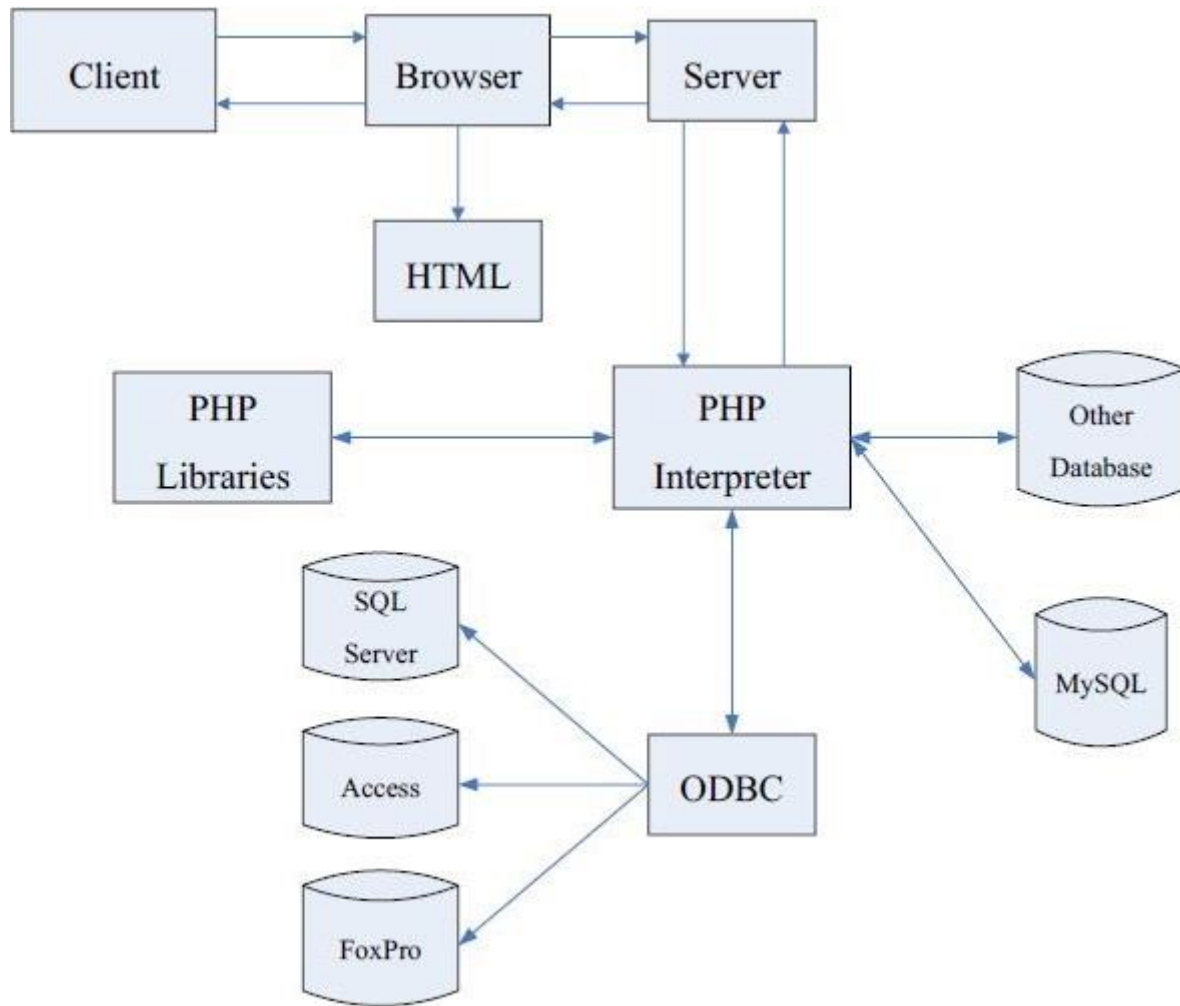 Client
Browser
Server
HTML
PHP
Libraries
PHP
Interpreter
Other
Database
SQL
Server
MySQL
Access
ODBC
FoxPro